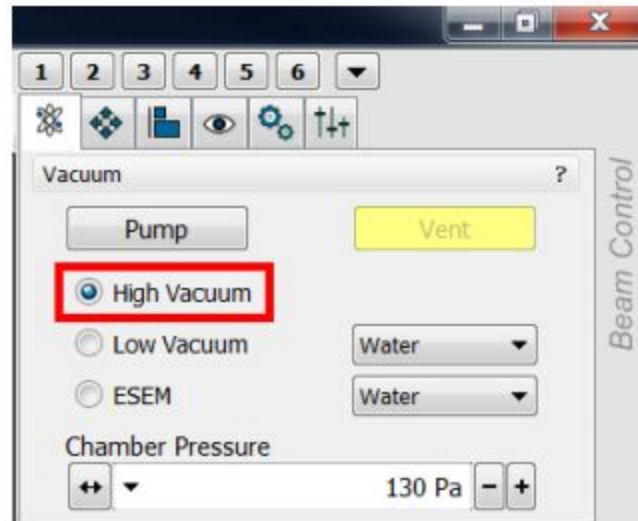 1 2 3 4 5 6
Vacuum ?
Pump Vent
High Vacuum
Low Vacuum Water
ESEM Water
Chamber Pressure
130 Pa - +
Beam Control